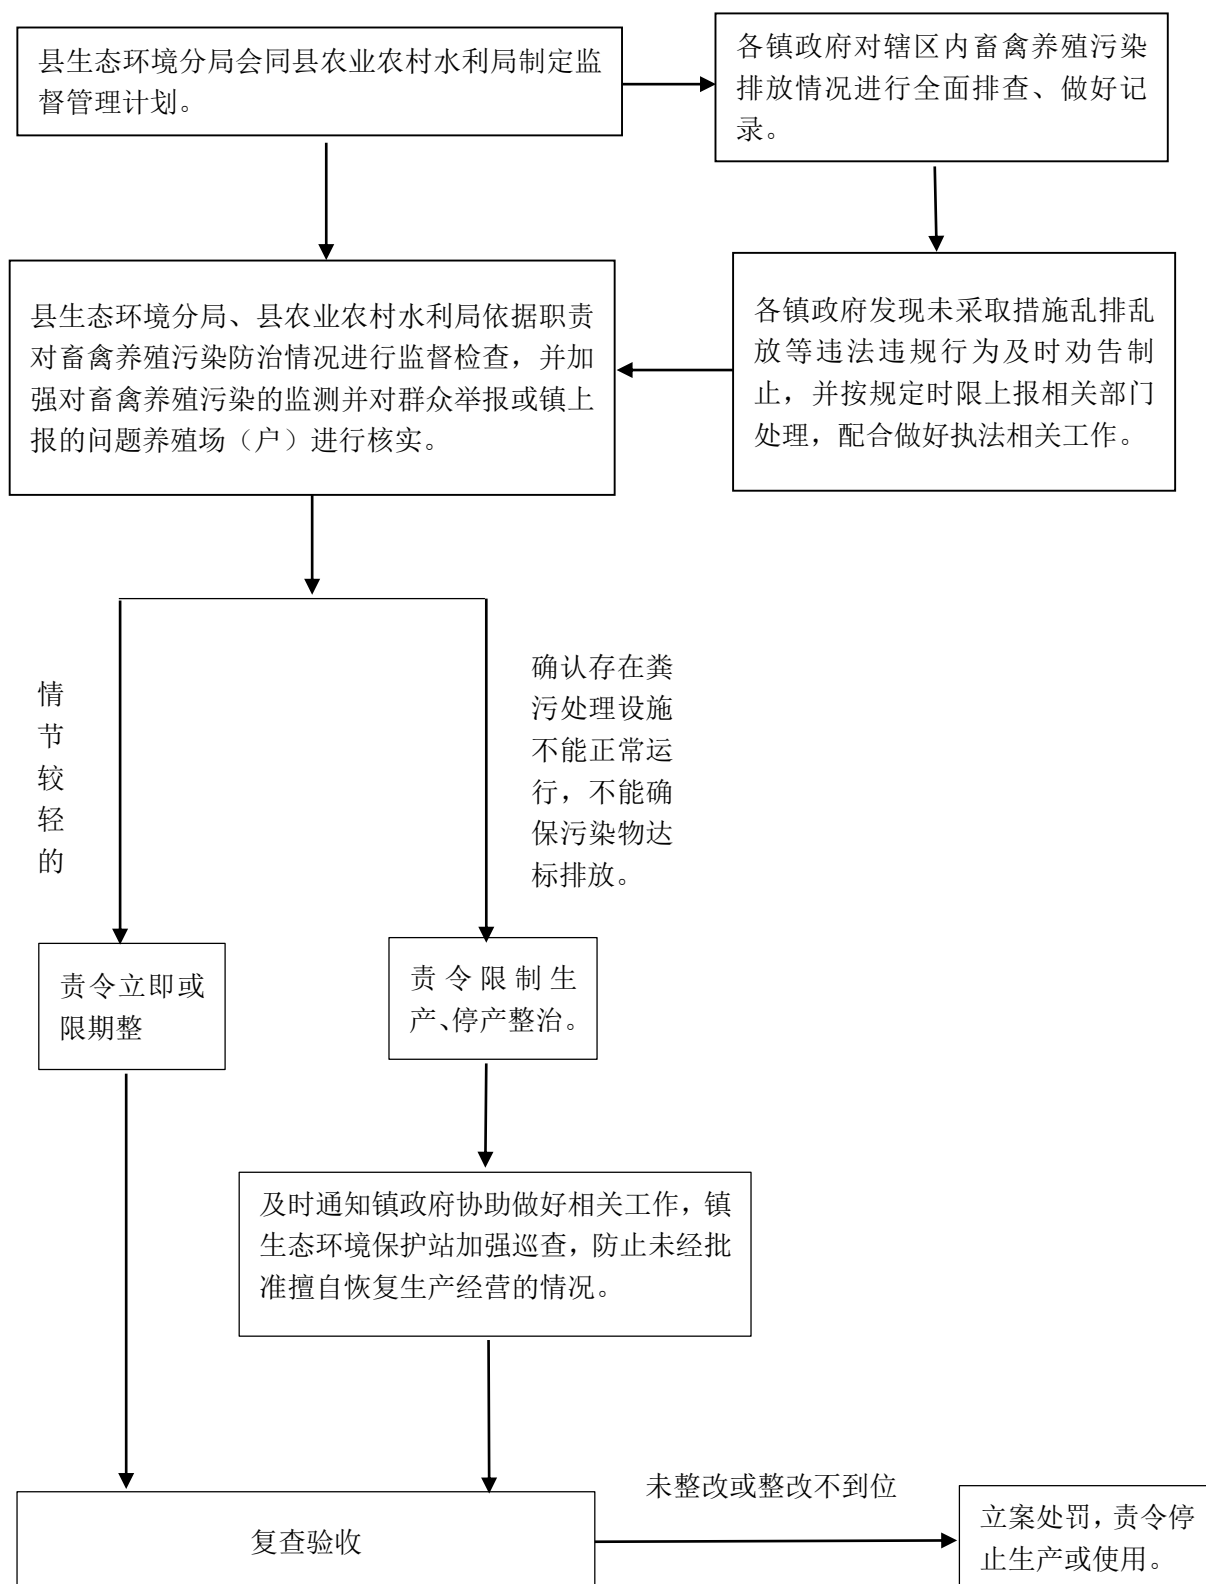 县生态环境分局会同县农业农村水利局制定监
督管理计划。
各镇政府对辖区内畜禽养殖污染
排放情况进行全面排查、做好记
录。
县生态环境分局、县农业农村水利局依据职责
对畜禽养殖污染防治情况进行监督检查，并加
强对畜禽养殖污染的监测并对群众举报或镇上
报的问题养殖场（户）进行核实。
各镇政府发现未采取措施乱排乱
放等违法违规行为及时劝告制
止，并按规定时限上报相关部门
处理，配合做好执法相关工作。
情
节
较
轻
的
确认存在粪
污处理设施
不能正常运
行，不能确
保污染物达
标排放。
责令立即或
限期整
责令限制生
产、停产整治。
及时通知镇政府协助做好相关工作，镇
生态环境保护站加强巡查，防止未经批
准擅自恢复生产经营的情况。
复查验收
未整改或整改不到位
立案处罚，责令停
止生产或使用。